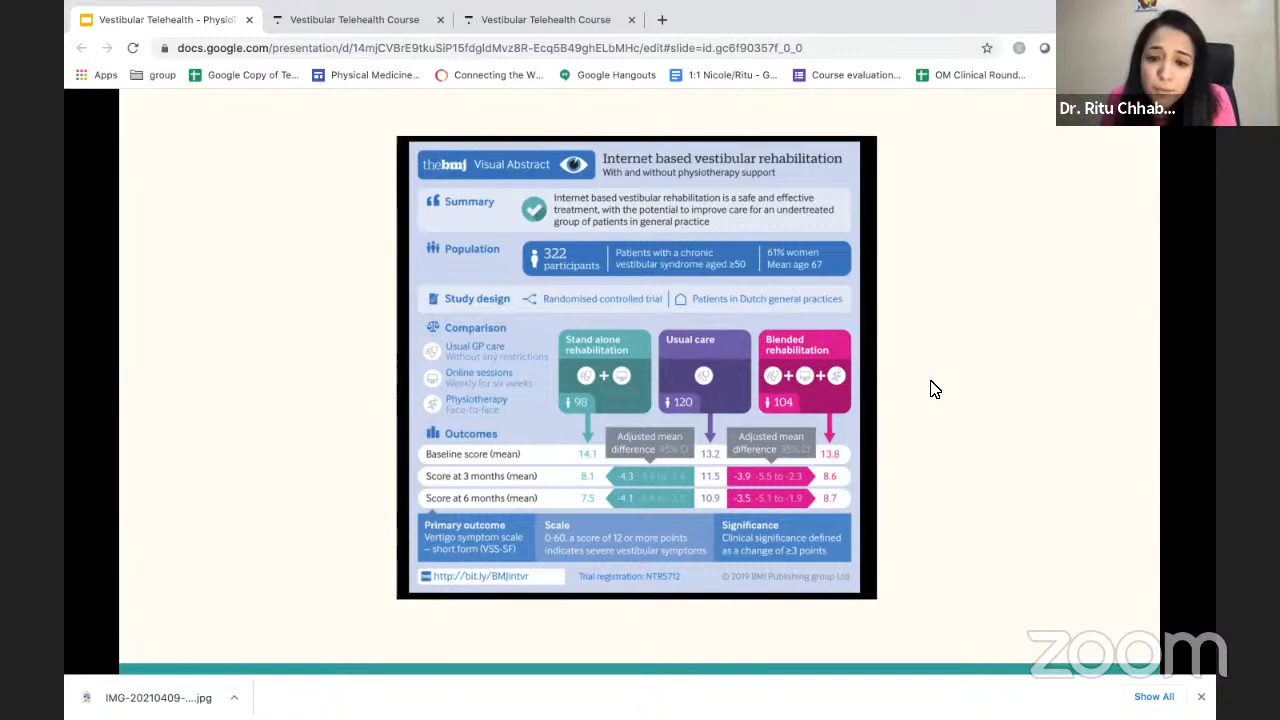 Vestibular Telehealth - Physio
Vestibular Telehealth Course
Vestibular Telehealth Course
docs.google.com/presentation/d/14mjCVBrE9tkuSiP15fdgldMvz8R-Ecq5B49ghELbMHc/edit#slide=id.gc6f90357f_0_0
Apps
group
Google Copy of Te...
Physical Medicine...
Connecting the W...
Google Hangouts
1:1 Nicole/Ritu - G...
Course evaluation...
OM Clinical Round...
Dr. Ritu Chhab...
thebmj Visual Abstract
Internet based vestibular rehabilitation
With and without physiotherapy support
Summary
Internet based vestibular rehabilitation is a safe and effective
treatment, with the potential to improve care for an undertreated
group of patients in general practice
Population
322 participants
Patients with a chronic
vestibular syndrome aged ≥50
61% women
Mean age 67
Study design
Randomised controlled trial
Patients in Dutch general practices
Comparison
Usual GP care
Without any restrictions
Online sessions
Weekly for six weeks
Physiotherapy
Face-to-face
Stand alone
rehabilitation
+
98
Usual care
120
Blended
rehabilitation
+ +
104
Outcomes
Adjusted mean
difference 95% CI
Adjusted mean
difference 95% CI
Baseline score (mean) 14.1 13.2 13.8
Score at 3 months (mean) 8.1 -4.3 11.5 -3.9 -5.5 to -2.3 8.6
Score at 6 months (mean) 7.5 -4.1 10.9 -3.5 -5.1 to -1.9 8.7
Primary outcome
Vertigo symptom scale
– short form (VSS-SF)
Scale
0-60, a score of 12 or more points
indicates severe vestibular symptoms
Significance
Clinical significance defined
as a change of ≥3 points
http://bit.ly/BMJintvr
Trial registration: NTR5712
© 2019 BMJ Publishing group Ltd
zoom
IMG-20210409-....jpg
Show All